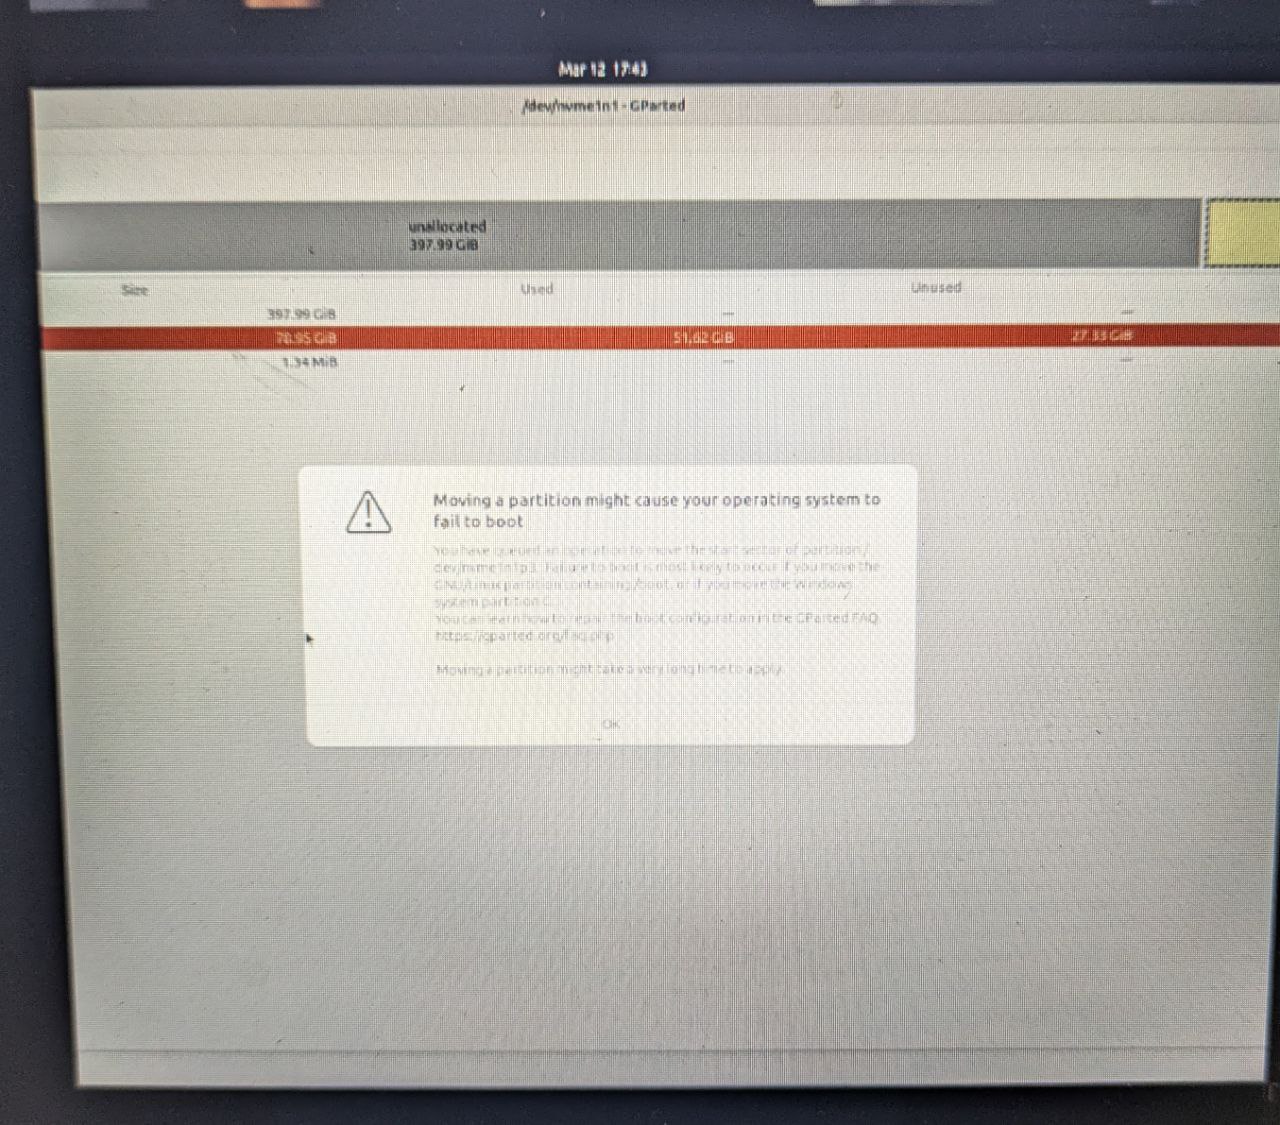 Mar 12 17:43
/dev/nvme1n1 - GParted
unallocated
397.99 GiB
Size Used Unused
397.99 GiB — —
78.95 GiB 51.62 GiB 27.33 GiB
1.34 MiB — —
Moving a partition might cause your operating system to
fail to boot
You have queued an operation to move the start sector of partition /
dev/nvme1n1p3. Failure to boot is most likely to occur if you move the
GNU/Linux partition containing /boot, or if you move the Windows
system partition C:.
You can learn how to repair the boot configuration in the GParted FAQ.
https://gparted.org/faq.php
Moving a partition might take a very long time to apply.
OK